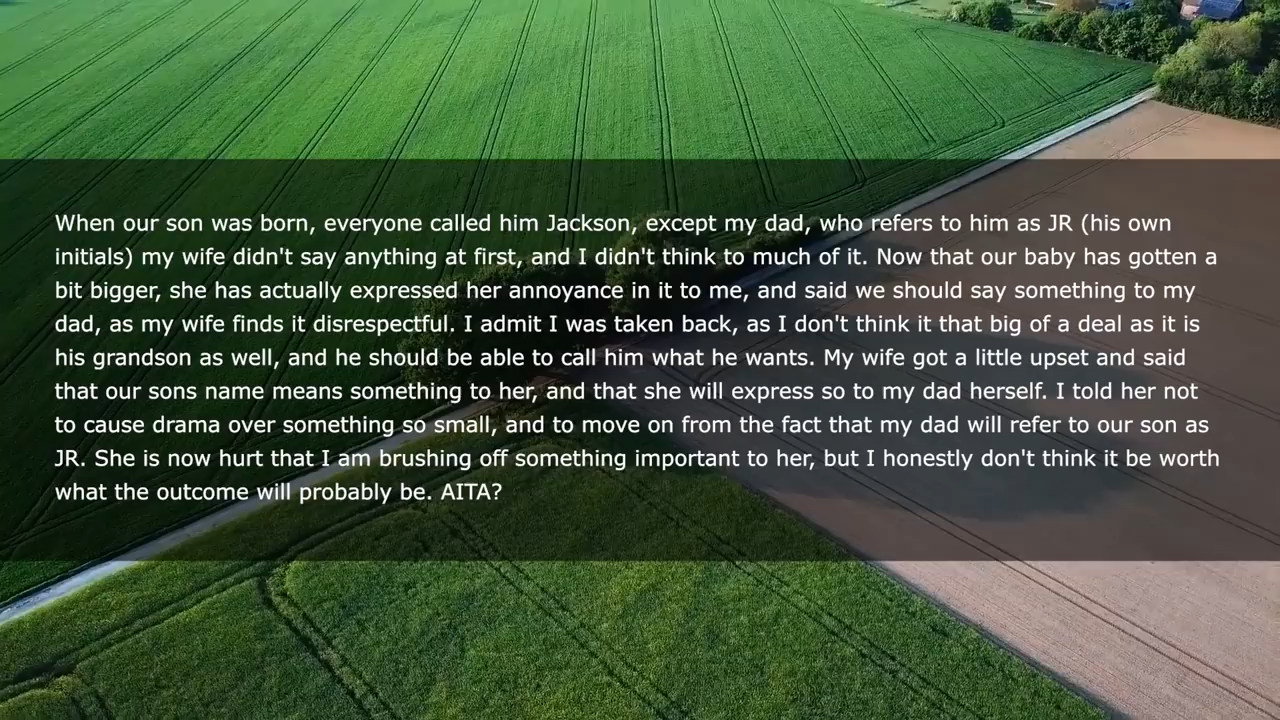 When our son was born, everyone called him Jackson, except my dad, who refers to him as JR (his own
initials) my wife didn't say anything at first, and I didn't think to much of it. Now that our baby has gotten a
bit bigger, she has actually expressed her annoyance in it to me, and said we should say something to my
dad, as my wife finds it disrespectful. I admit I was taken back, as I don't think it that big of a deal as it is
his grandson as well, and he should be able to call him what he wants. My wife got a little upset and said
that our sons name means something to her, and that she will express so to my dad herself. I told her not
to cause drama over something so small, and to move on from the fact that my dad will refer to our son as
JR. She is now hurt that I am brushing off something important to her, but I honestly don't think it be worth
what the outcome will probably be. AITA?